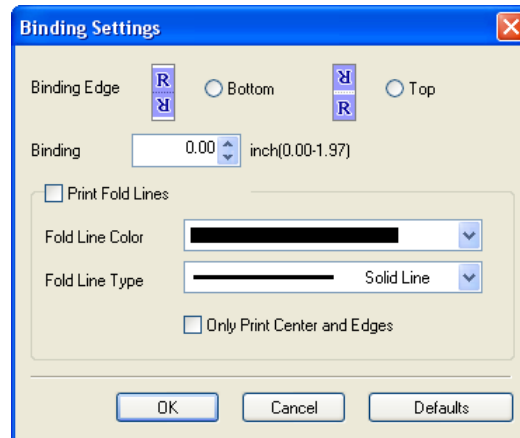 Binding Settings
Binding Edge R R Bottom R R Top
Binding 0.00 inch(0.00-1.97)
Print Fold Lines
Fold Line Color
Fold Line Type Solid Line
Only Print Center and Edges
OK Cancel Defaults